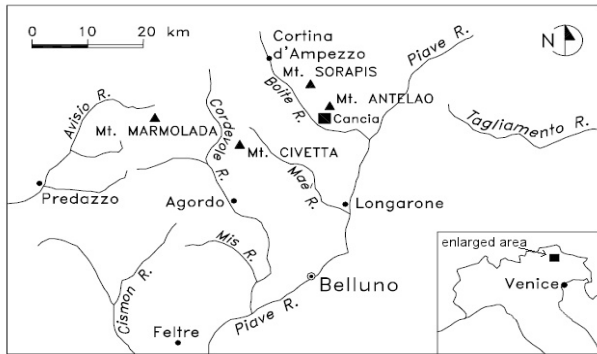 0 10 20 km
Cortina
d'Ampezzo
Mt. SORAPIS
Piave R.
N
Boite R.
Mt. ANTELAO
Cancia
Avisio R.
Mt. MARMOLADA
Cordevole R.
Mt. CIVETTA
Tagliamento R.
Predazzo
Agordo
Maè R.
Longarone
Mis R.
Belluno
Cismon R.
Feltre
Piave R.
enlarged area
Venice